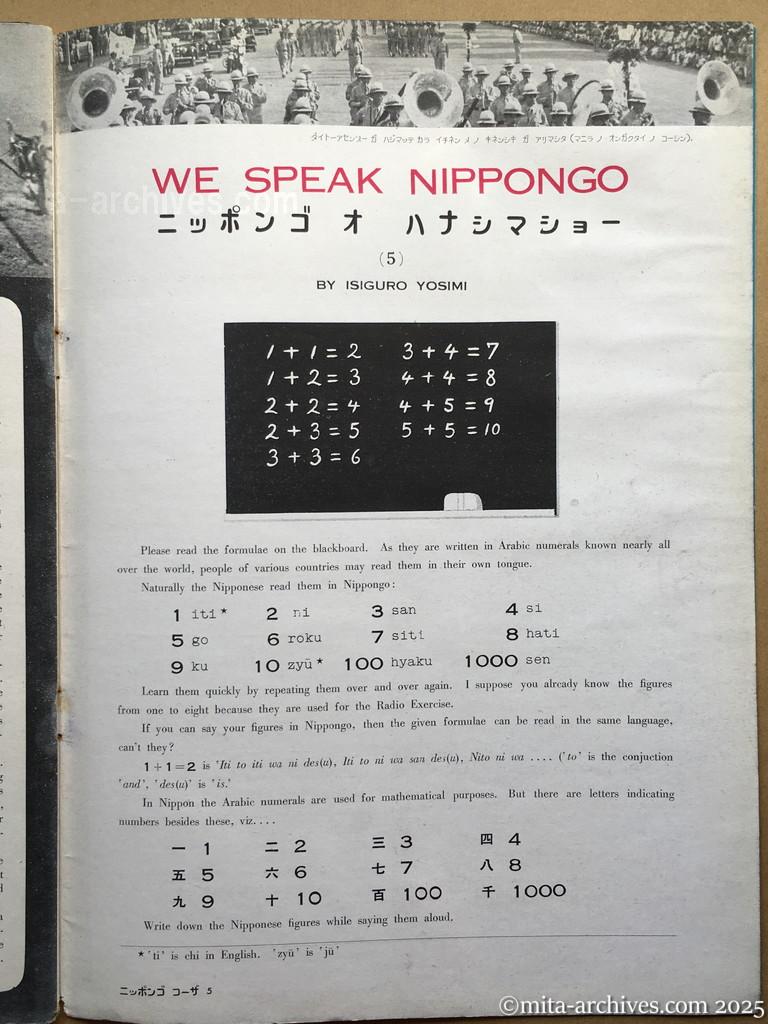 ダイトーアセンソー ガ ハジマッテ カラ イチネン メ ノ キネンシキ ガ アリマシタ (マニラ ノ オンガクタイ ノ コーシン).
WE SPEAK NIPPONGO
ニッポンゴ オ ハナシマショー
(5)
BY ISIGURO YOSIMI
1 + 1 = 2 3 + 4 = 7
1 + 2 = 3 4 + 4 = 8
2 + 2 = 4 4 + 5 = 9
2 + 3 = 5 5 + 5 = 10
3 + 3 = 6
Please read the formulae on the blackboard. As they are written in Arabic numerals known nearly all
over the world, people of various countries may read them in their own tongue.
Naturally the Nipponese read them in Nippongo:
1 iti* 2 ni 3 san 4 si
5 go 6 roku 7 siti 8 hati
9 ku 10 zyû* 100 hyaku 1000 sen
Learn them quickly by repeating them over and over again. I suppose you already know the figures
from one to eight because they are used for the Radio Exercise.
If you can say your figures in Nippongo, then the given formulae can be read in the same language,
can't they?
1+1=2 is 'Iti to iti wa ni des(u), Iti to ni wa san des(u), Nito ni wa .... ('to' is the conjuction
'and', 'des(u)' is 'is.'
In Nippon the Arabic numerals are used for mathematical purposes. But there are letters indicating
numbers besides these, viz....
一 1 二 2 三 3 四 4
五 5 六 6 七 7 八 8
九 9 十 10 百 100 千 1000
Write down the Nipponese figures while saying them aloud.
*'ti' is chi in English. 'zyû' is 'jû'
ニッポンゴ コーザ 5
©mita-archives.com 2025